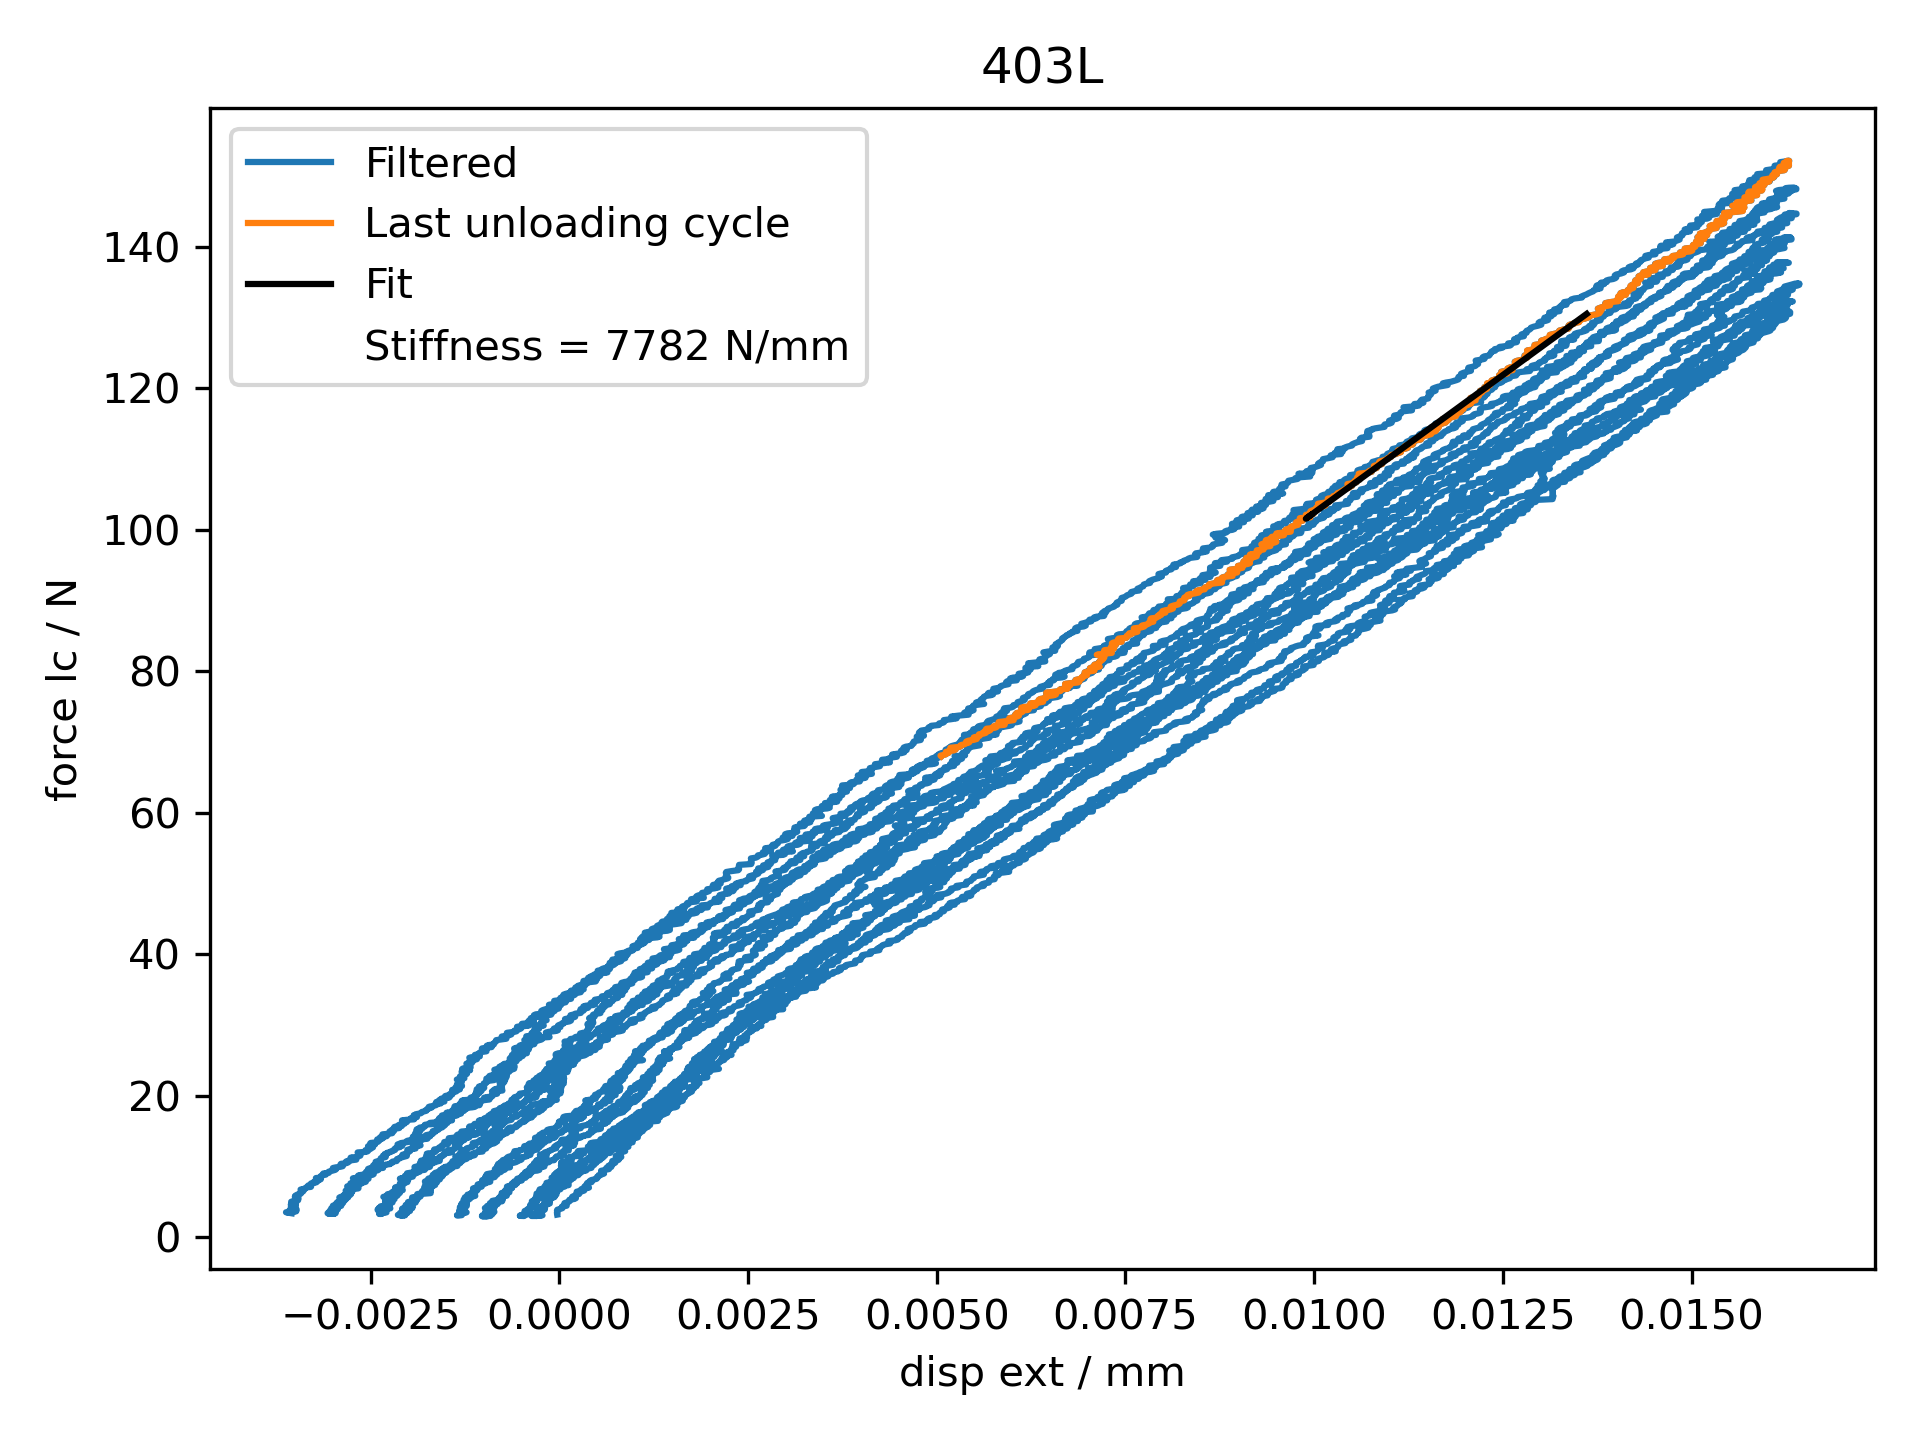 403L
Filtered
Last unloading cycle
Fit
Stiffness = 7782 N/mm
140
120
100
80
60
40
20
0
force lc / N
−0.0025 0.0000 0.0025 0.0050 0.0075 0.0100 0.0125 0.0150
disp ext / mm